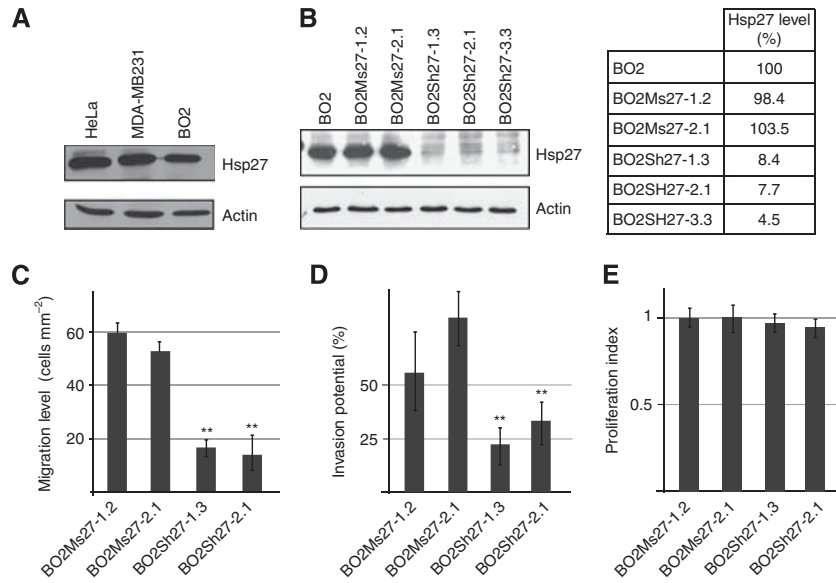 A
HeLa
MDA-MB231
BO2
Hsp27
Actin
B
BO2
BO2Ms27-1.2
BO2Ms27-2.1
BO2Sh27-1.3
BO2Sh27-2.1
BO2Sh27-3.3
Hsp27
Actin
Hsp27 level
(%)
BO2 100
BO2Ms27-1.2 98.4
BO2Ms27-2.1 103.5
BO2Sh27-1.3 8.4
BO2SH27-2.1 7.7
BO2SH27-3.3 4.5
C
Migration level (cells mm−2)
60
40
20
** **
BO2Ms27-1.2
BO2Ms27-2.1
BO2Sh27-1.3
BO2Sh27-2.1
D
Invasion potential (%)
50
25
** **
BO2Ms27-1.2
BO2Ms27-2.1
BO2Sh27-1.3
BO2Sh27-2.1
E
Proliferation index
1
0.5
BO2Ms27-1.2
BO2Ms27-2.1
BO2Sh27-1.3
BO2Sh27-2.1